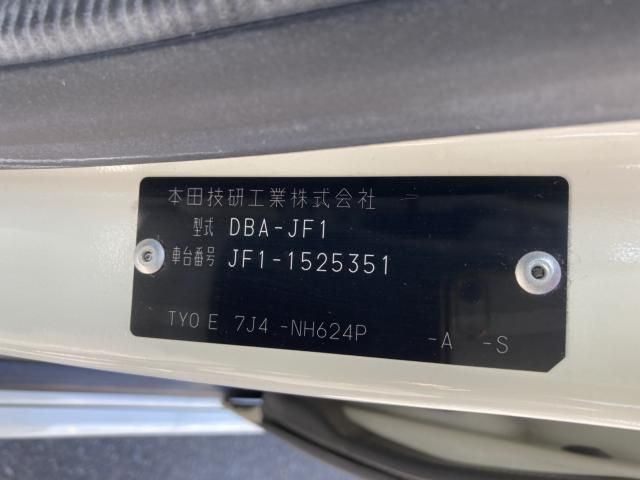 本田技研工業株式会社
型式 DBA-JF1
車台番号 JF1-1525351
TYO E 7J4 -NH624P -A -S